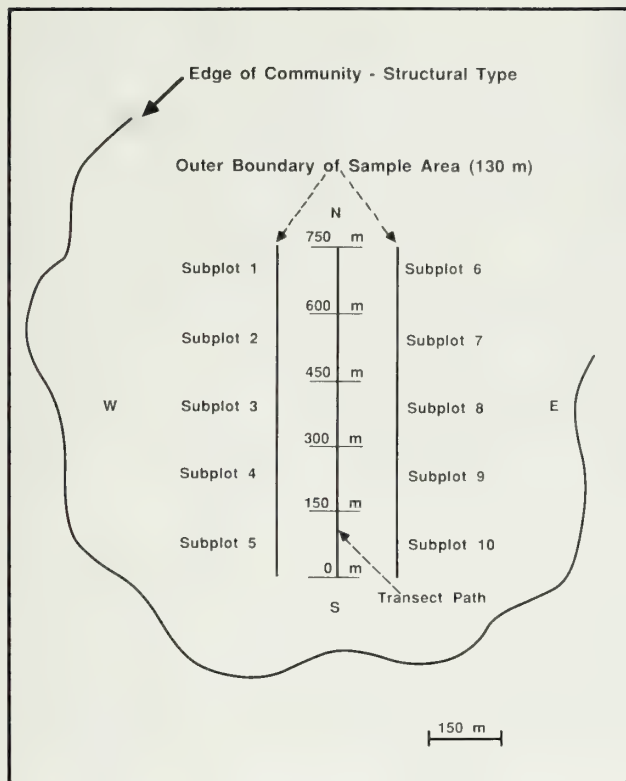 Edge of Community - Structural Type
Outer Boundary of Sample Area (130 m)
N
750 m
Subplot 1
Subplot 6
600 m
Subplot 2
Subplot 7
450 m
W
Subplot 3
Subplot 8
E
300 m
Subplot 4
Subplot 9
150 m
Subplot 5
Subplot 10
0 m
Transect Path
S
150 m